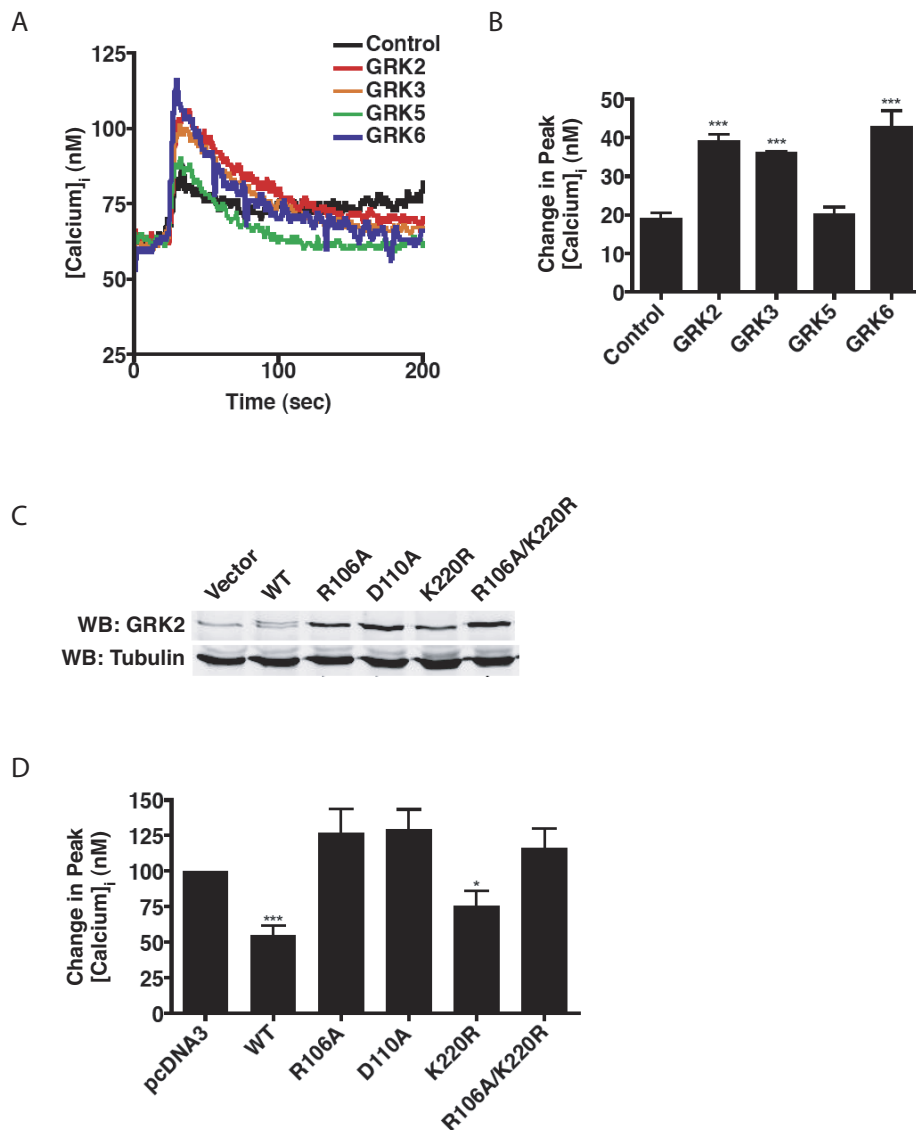 A
125
100
75
50
25
[Calcium]i (nM)
0
100
200
Time (sec)
Control
GRK2
GRK3
GRK5
GRK6
B
50
40
30
20
10
0
Change in Peak
[Calcium]i (nM)
***
***
***
Control
GRK2
GRK3
GRK5
GRK6
C
Vector
WT
R106A
D110A
K220R
R106A/K220R
WB: GRK2
WB: Tubulin
D
150
125
100
75
50
25
0
Change in Peak
[Calcium]i (nM)
***
*
pcDNA3
WT
R106A
D110A
K220R
R106A/K220R